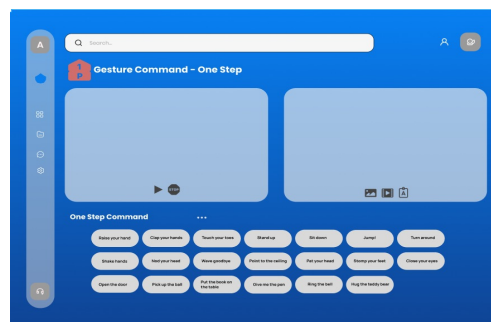 A
Search..
1
P
Gesture Command - One Step
STOP
A
One Step Command
...
Raise your hand
Clap your hands
Touch your toes
Stand up
Sit down
Jump!
Turn around
Shake hands
Nod your head
Wave goodbye
Point to the ceiling
Pat your head
Stomp your feet
Close your eyes
Open the door
Pick up the ball
Put the book on
the table
Give me the pen
Ring the bell
Hug the teddy bear